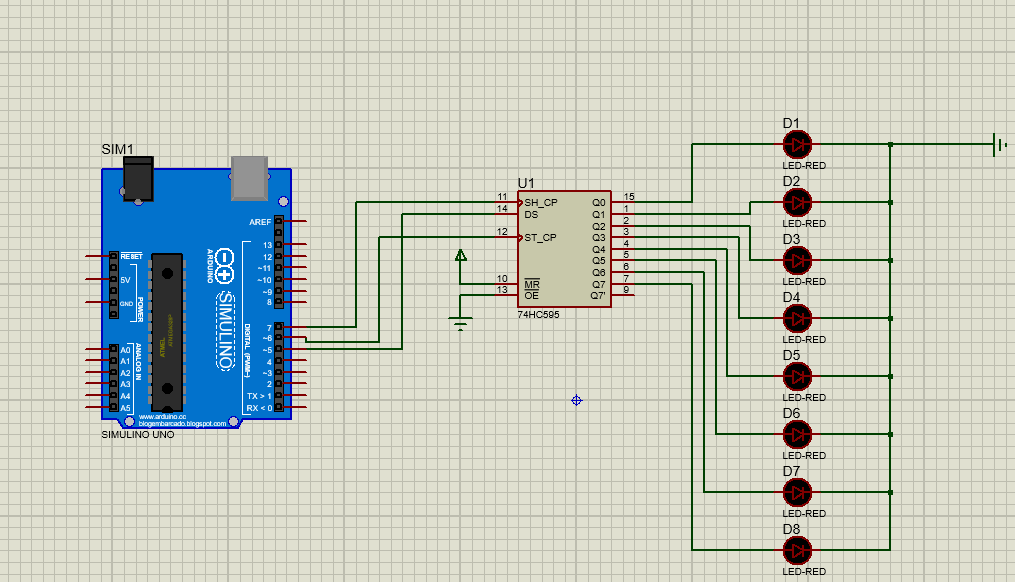 SIM1
AREF
13
12
~11
~10
~9
8
7
~6
~5
4
~3
2
TX > 1
RX < 0
RESET
5V
GND
POWER
A0
A1
A2
A3
A4
A5
ANALOG IN
ATMEL
ARDUINO
SIMULINO
DIGITAL (PWM~)
www.arduino.cc
blogembarcado.blogspot.com
SIMULINO UNO
U1
11 SH_CP Q0 15
14 DS Q1 1
Q2 2
12 ST_CP Q3 3
Q4 4
Q5 5
Q6 6
10 MR Q7 7
13 OE Q7' 9
74HC595
D1
LED-RED
D2
LED-RED
D3
LED-RED
D4
LED-RED
D5
LED-RED
D6
LED-RED
D7
LED-RED
D8
LED-RED